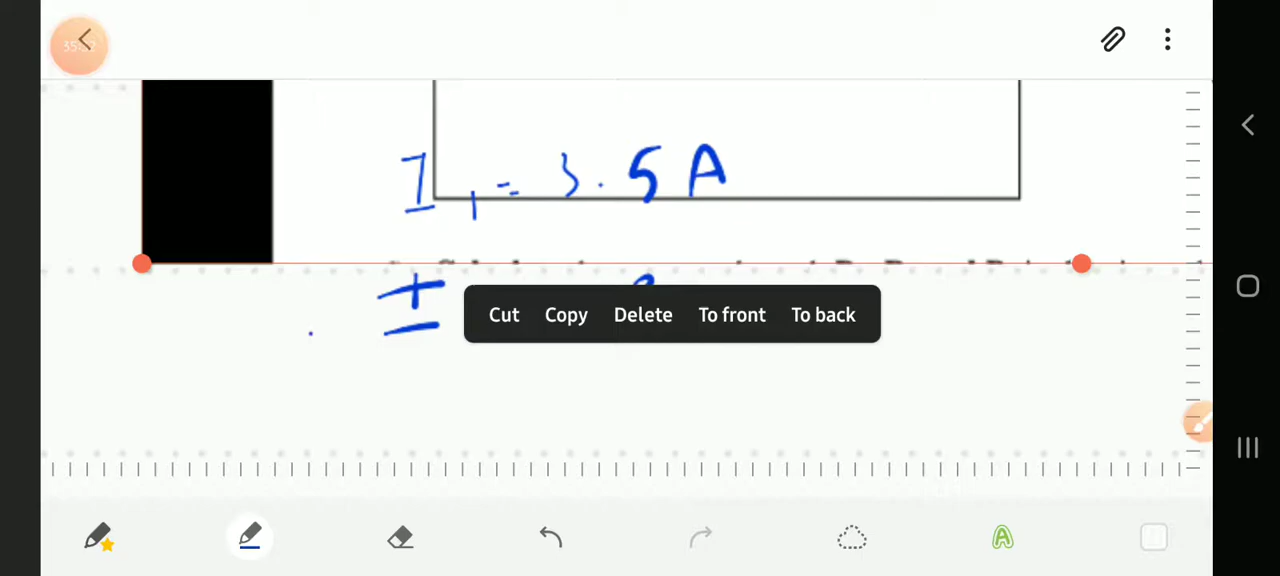 I₁ = 3.5 A
±
Cut Copy Delete To front To back
A